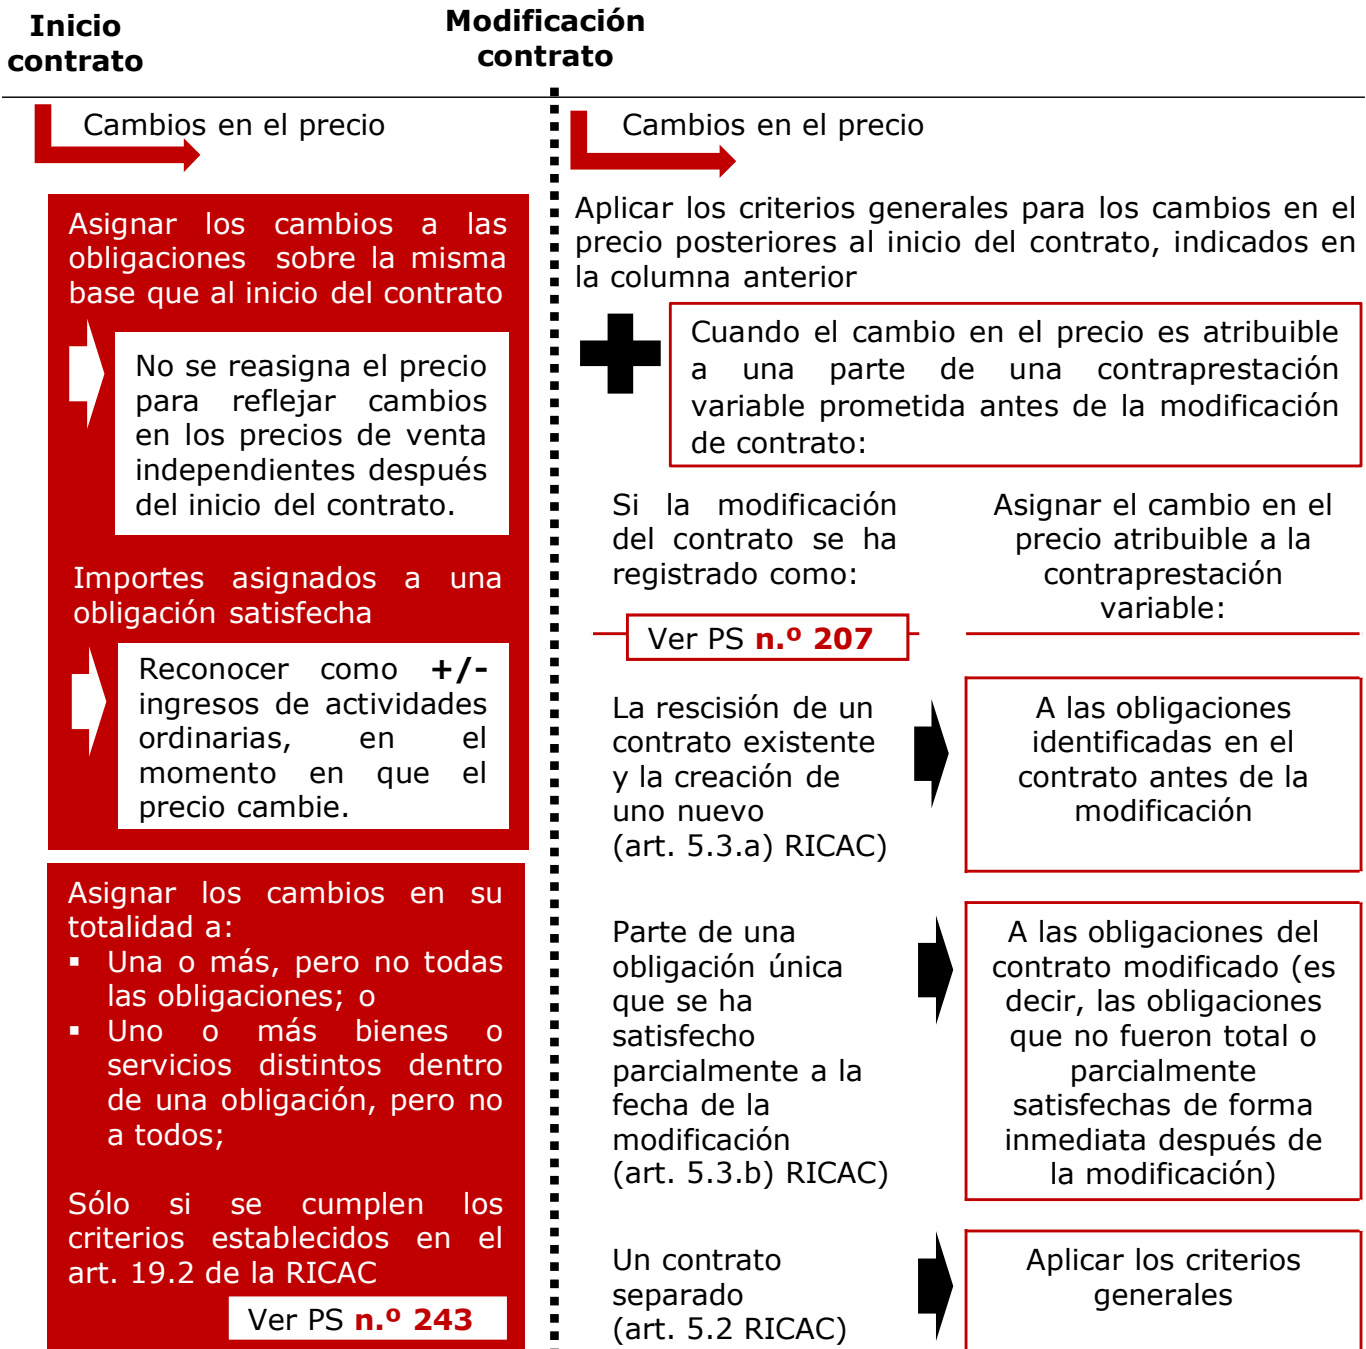 Inicio
contrato
Modificación
contrato
Cambios en el precio
Asignar los cambios a las
obligaciones sobre la misma
base que al inicio del contrato
No se reasigna el precio
para reflejar cambios
en los precios de venta
independientes después
del inicio del contrato.
Importes asignados a una
obligación satisfecha
Reconocer como +/-
ingresos de actividades
ordinarias, en el
momento en que el
precio cambie.
Asignar los cambios en su
totalidad a:
▪ Una o más, pero no todas
las obligaciones; o
▪ Uno o más bienes o
servicios distintos dentro
de una obligación, pero no
a todos;
Sólo si se cumplen los
criterios establecidos en el
art. 19.2 de la RICAC
Ver PS n.º 243
Cambios en el precio
Aplicar los criterios generales para los cambios en el
precio posteriores al inicio del contrato, indicados en
la columna anterior
Cuando el cambio en el precio es atribuible
a una parte de una contraprestación
variable prometida antes de la modificación
de contrato:
Si la modificación
del contrato se ha
registrado como:
Ver PS n.º 207
Asignar el cambio en el
precio atribuible a la
contraprestación
variable:
La rescisión de un
contrato existente
y la creación de
uno nuevo
(art. 5.3.a) RICAC)
A las obligaciones
identificadas en el
contrato antes de la
modificación
Parte de una
obligación única
que se ha
satisfecho
parcialmente a la
fecha de la
modificación
(art. 5.3.b) RICAC)
A las obligaciones del
contrato modificado (es
decir, las obligaciones
que no fueron total o
parcialmente
satisfechas de forma
inmediata después de
la modificación)
Un contrato
separado
(art. 5.2 RICAC)
Aplicar los criterios
generales